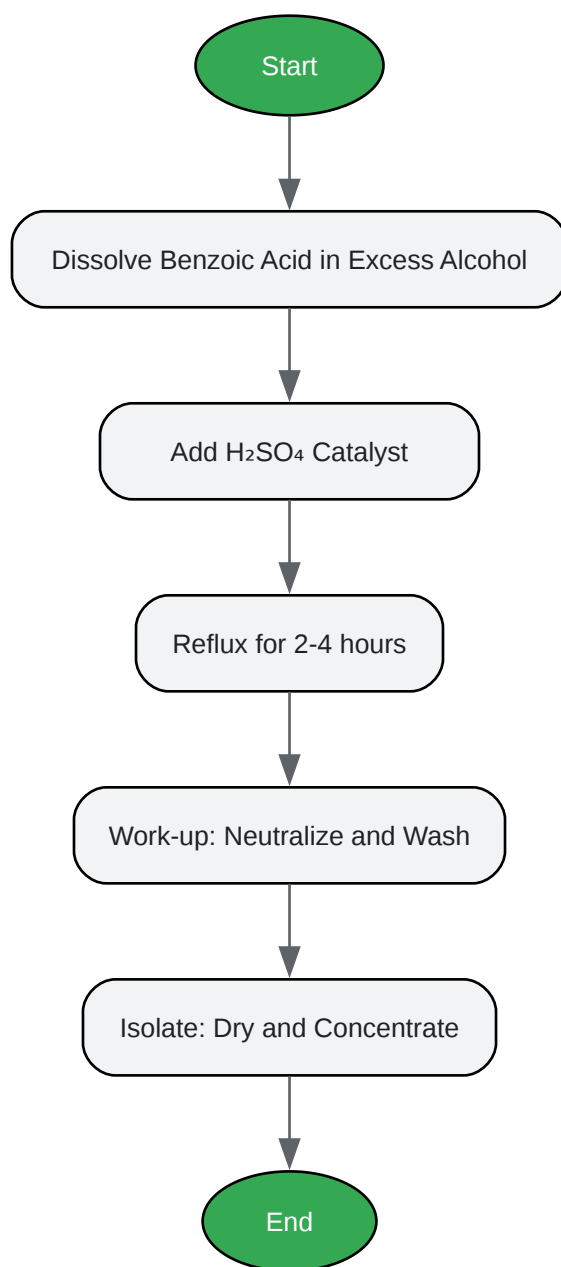 Start
Dissolve Benzoic Acid in Excess Alcohol
Add H₂SO₄ Catalyst
Reflux for 2-4 hours
Work-up: Neutralize and Wash
Isolate: Dry and Concentrate
End